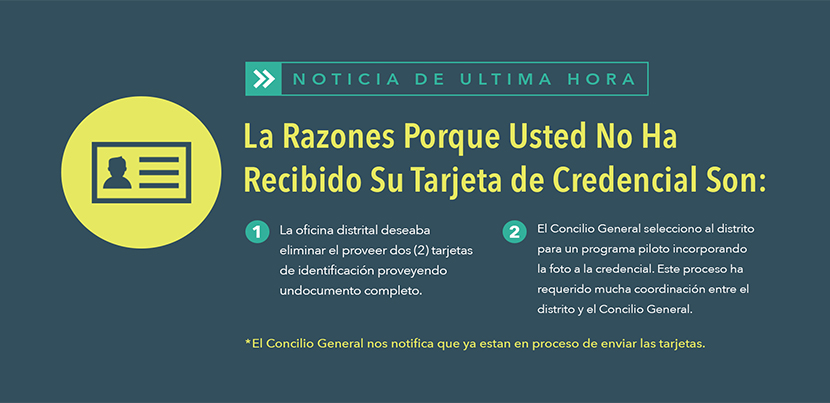 NOTICIA DE ULTIMA HORA
La Razones Porque Usted No Ha
Recibido Su Tarjeta de Credencial Son:
1 La oficina distrital deseaba
eliminar el proveer dos (2) tarjetas
de identificación proveyendo
undocumento completo.
2 El Concilio General selecciono al distrito
para un programa piloto incorporando
la foto a la credencial. Este proceso ha
requerido mucha coordinación entre el
distrito y el Concilio General.
*El Concilio General nos notifica que ya estan en proceso de enviar las tarjetas.